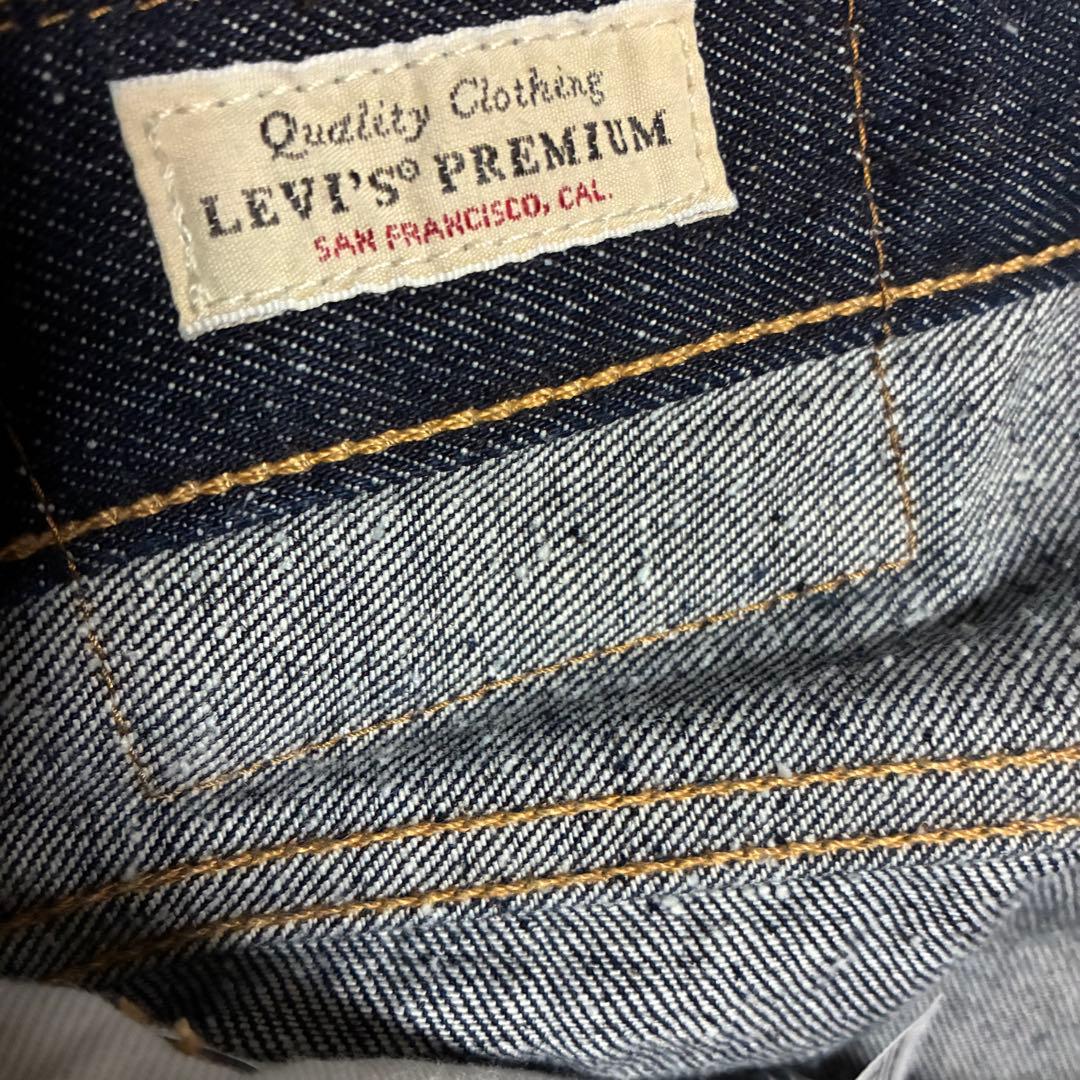 Quality Clothing
LEVI'S® PREMIUM
SAN FRANCISCO, CAL.